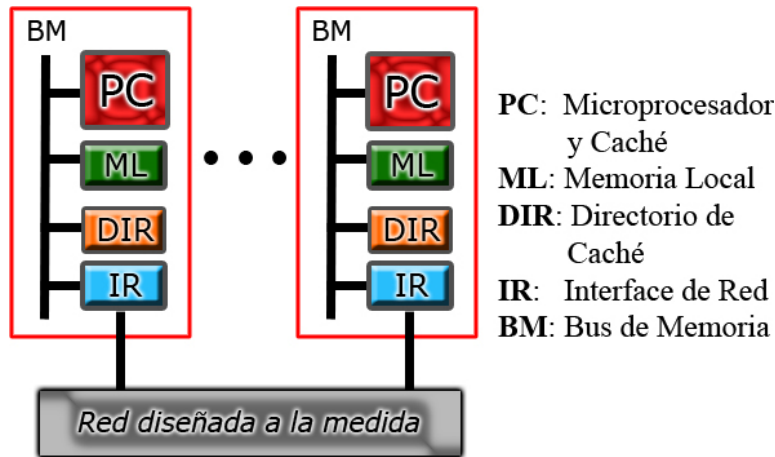 BM
PC
ML
DIR
IR
BM
PC
ML
DIR
IR
PC: Microprocesador
y Caché
ML: Memoria Local
DIR: Directorio de
Caché
IR: Interface de Red
BM: Bus de Memoria
Red diseñada a la medida